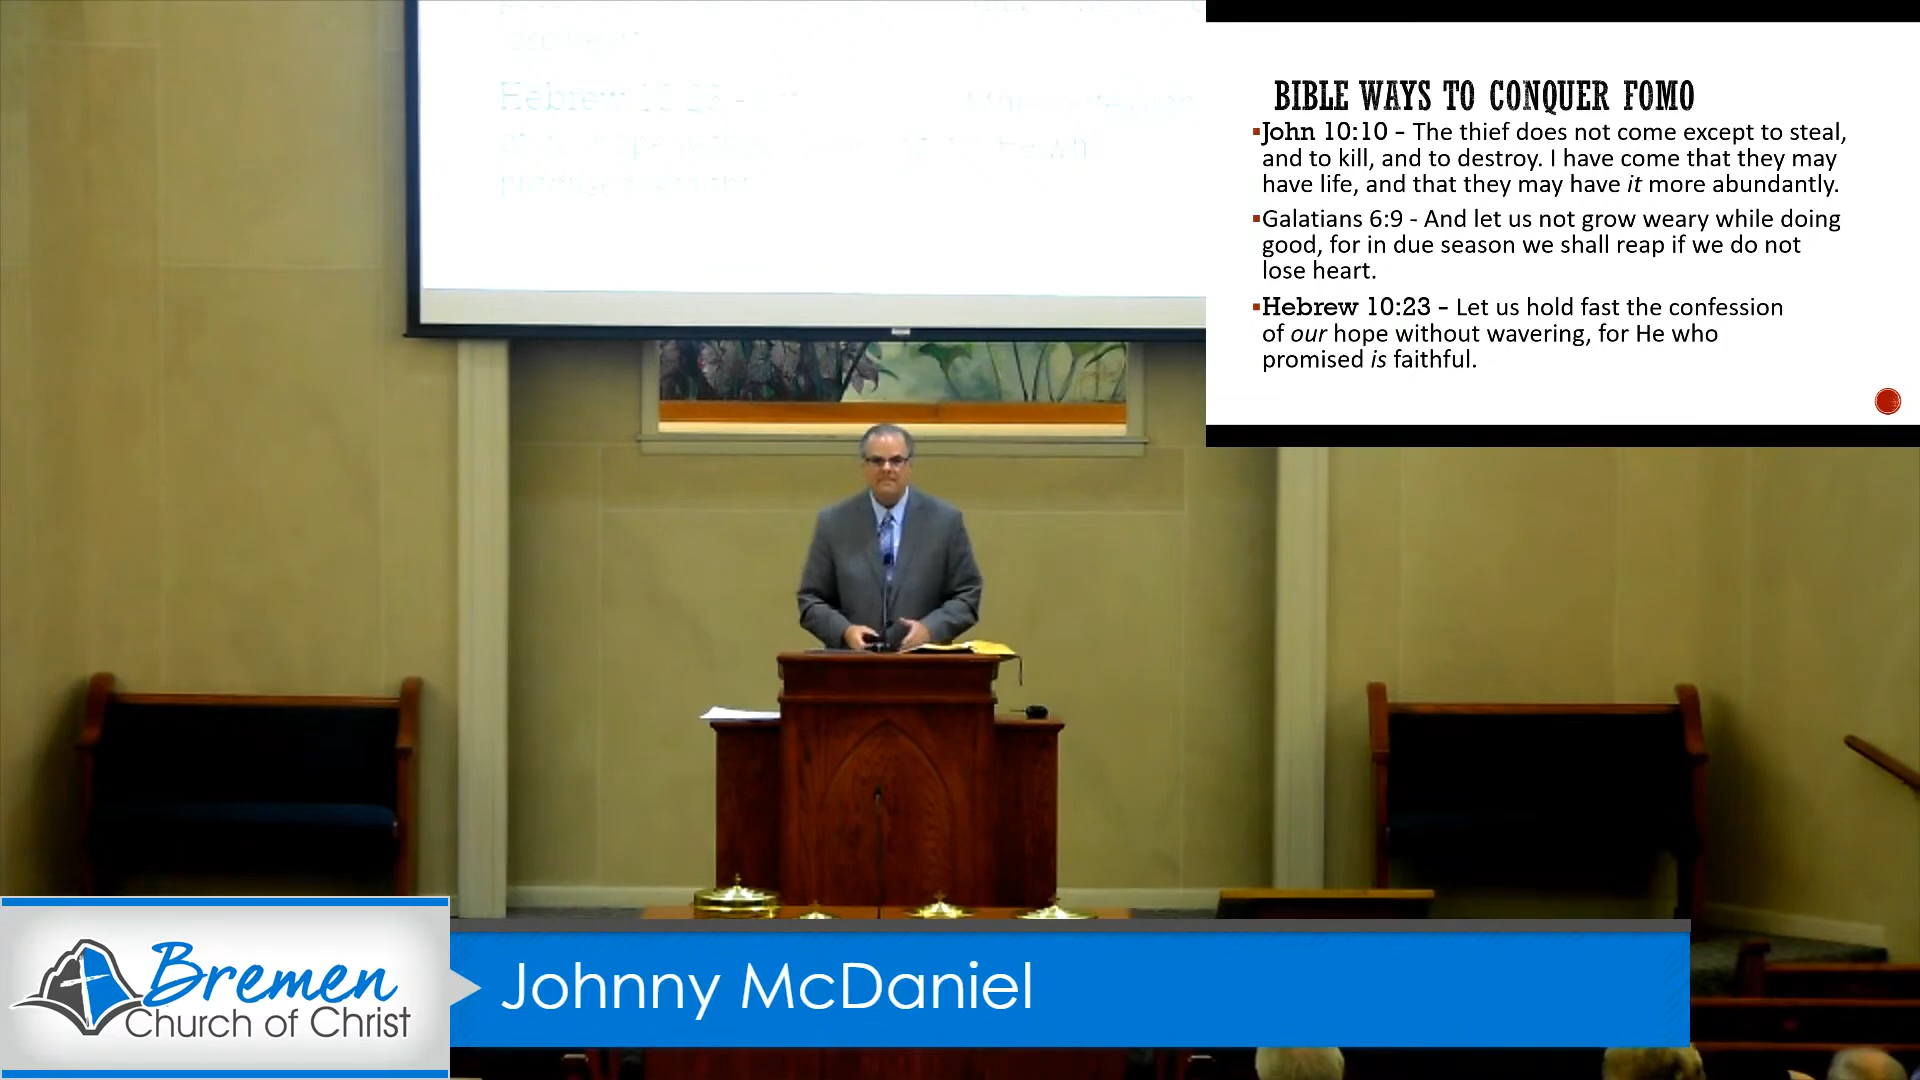 Hebrew 10:23 -
BIBLE WAYS TO CONQUER FOMO
▪John 10:10 – The thief does not come except to steal,
and to kill, and to destroy. I have come that they may
have life, and that they may have it more abundantly.
▪Galatians 6:9 - And let us not grow weary while doing
good, for in due season we shall reap if we do not
lose heart.
▪Hebrew 10:23 – Let us hold fast the confession
of our hope without wavering, for He who
promised is faithful.
Bremen
Church of Christ
Johnny McDaniel